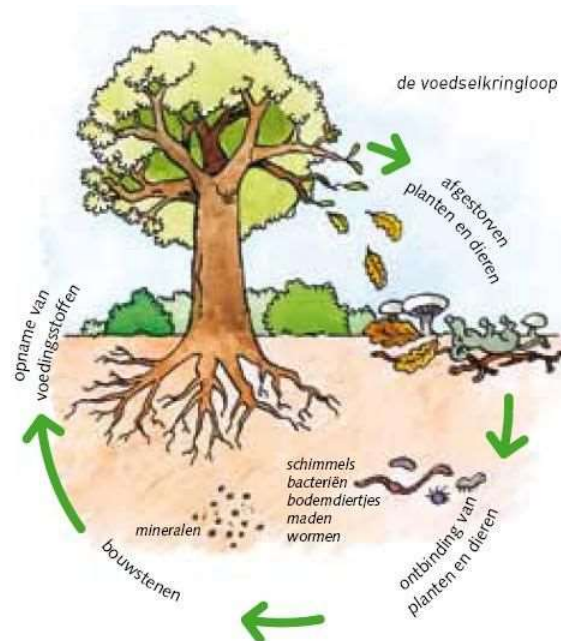 de voedselkringloop
afgestorven
planten en dieren
opname van
voedingsstoffen
schimmels
bacteriën
bodemdiertjes
maden
wormen
mineralen
ontbinding van
planten en dieren
bouwstenen